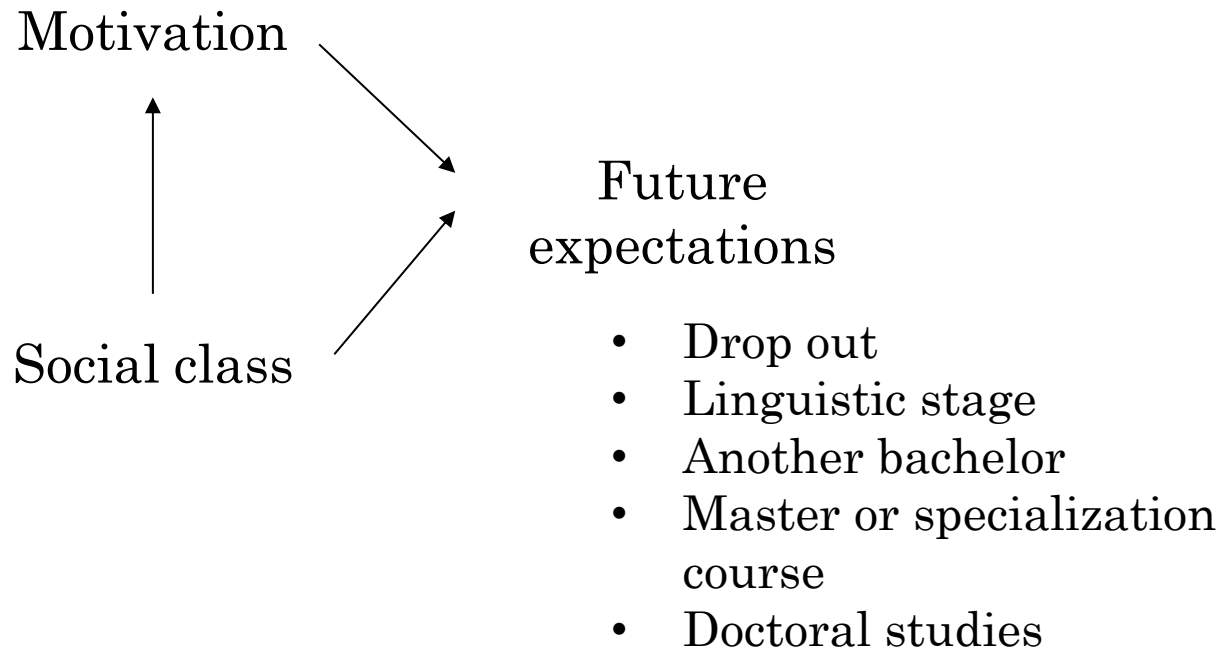 Motivation
Future
expectations
Social class
• Drop out
• Linguistic stage
• Another bachelor
• Master or specialization
course
• Doctoral studies